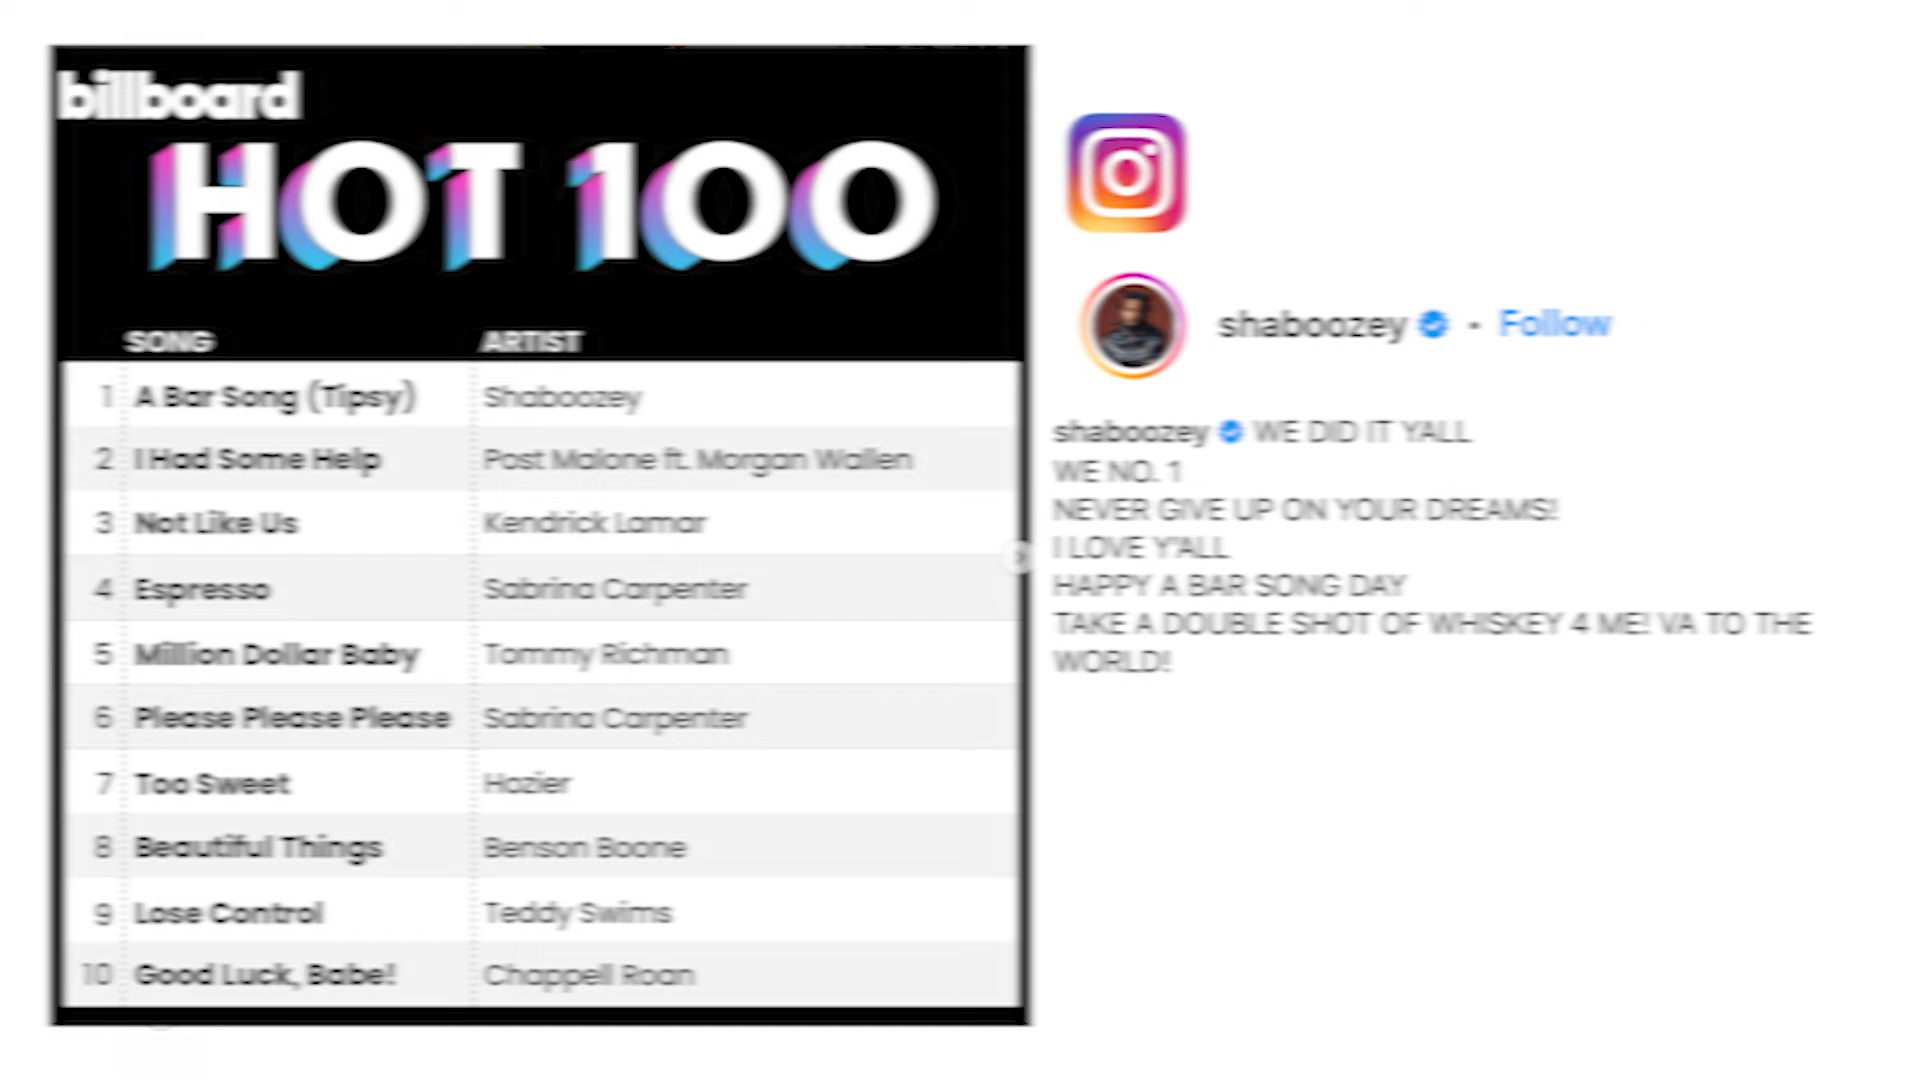 billboard
HOT 100
SONG ARTIST
1 A Bar Song (Tipsy) Shaboozey
2 I Had Some Help Post Malone ft. Morgan Wallen
3 Not Like Us Kendrick Lamar
4 Espresso Sabrina Carpenter
5 Million Dollar Baby Tommy Richman
6 Please Please Please Sabrina Carpenter
7 Too Sweet Hozier
8 Beautiful Things Benson Boone
9 Lose Control Teddy Swims
10 Good Luck, Babe! Chappell Roan
shaboozey • Follow
shaboozey WE DID IT YALL
WE NO. 1
NEVER GIVE UP ON YOUR DREAMS!
I LOVE Y'ALL
HAPPY A BAR SONG DAY
TAKE A DOUBLE SHOT OF WHISKEY 4 ME! VA TO THE
WORLD!